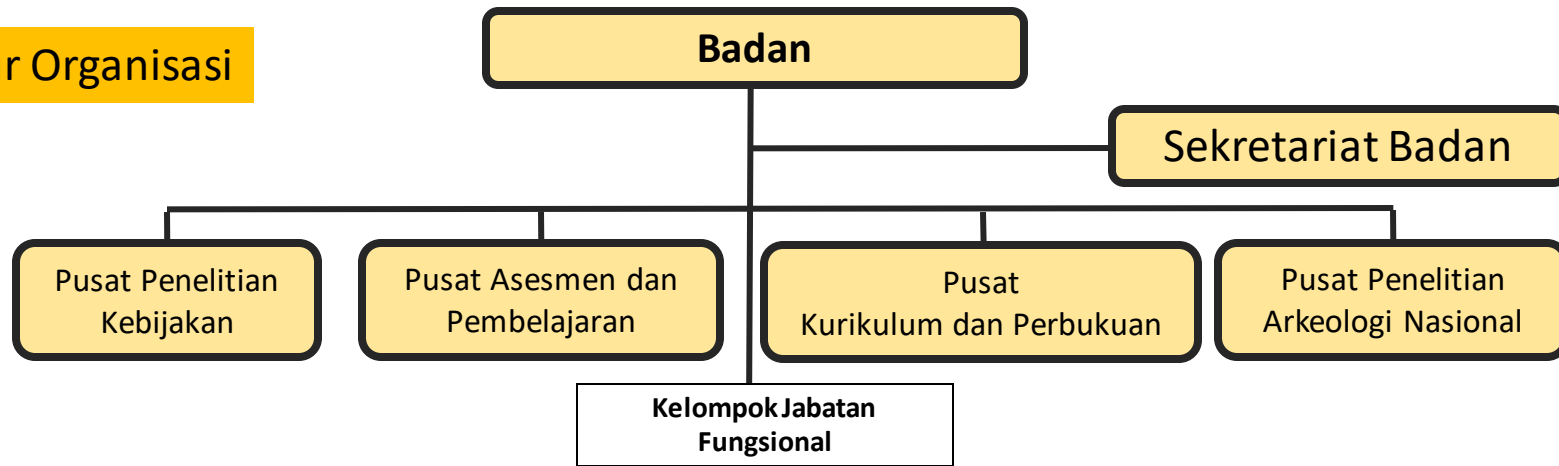 r Organisasi
Badan
Sekretariat Badan
Pusat Penelitian
Kebijakan
Pusat Asesmen dan
Pembelajaran
Pusat
Kurikulum dan Perbukuan
Pusat Penelitian
Arkeologi Nasional
Kelompok Jabatan
Fungsional